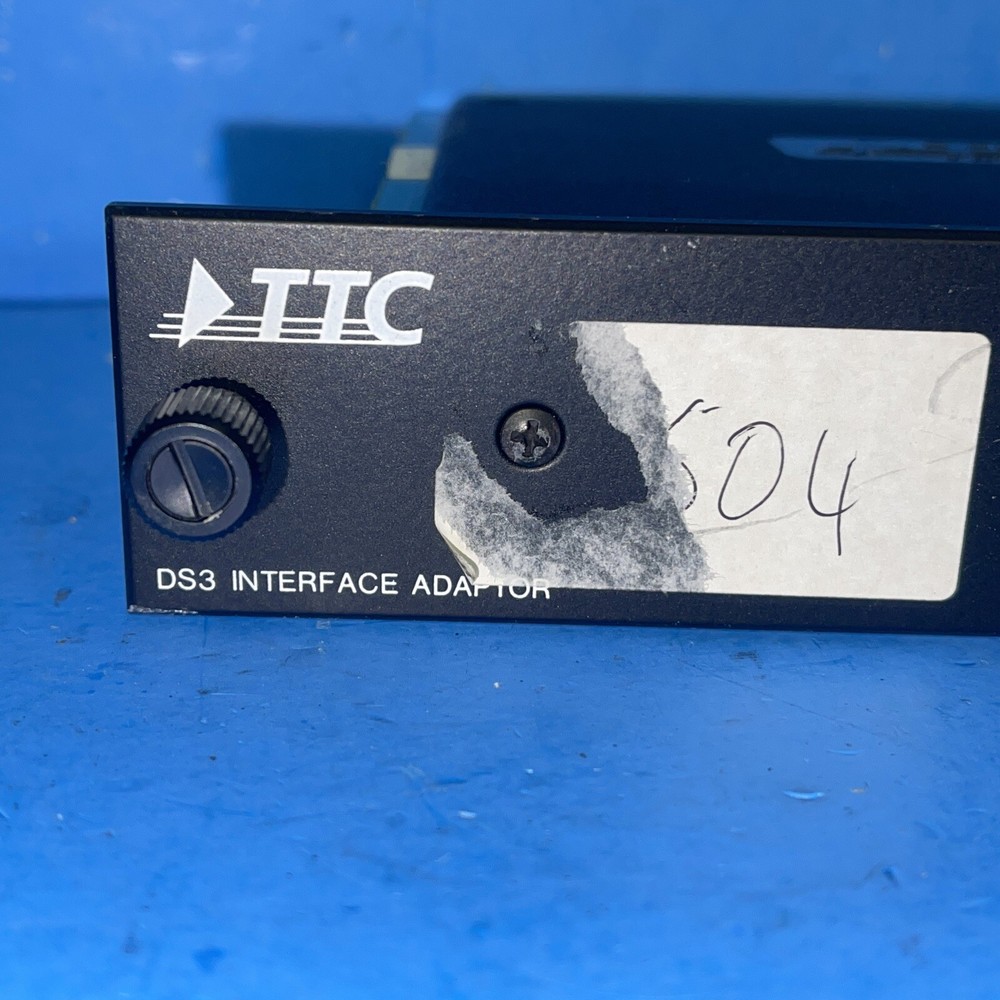 TTC
504
DS3 INTERFACE ADAPTOR